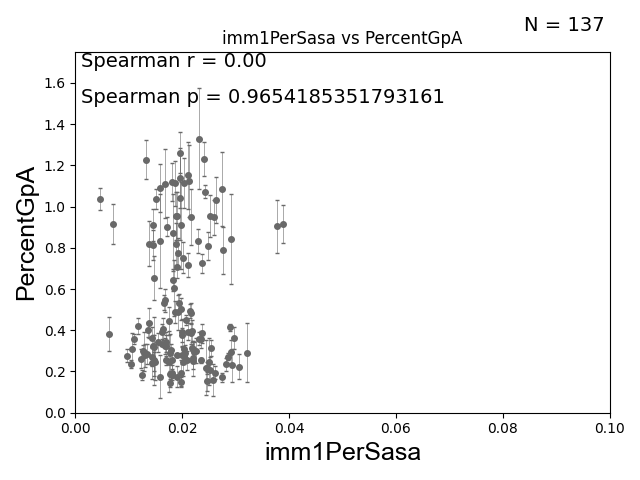 N = 137
imm1PerSasa vs PercentGpA
Spearman r = 0.00
Spearman p = 0.9654185351793161
PercentGpA
1.6
1.4
1.2
1.0
0.8
0.6
0.4
0.2
0.0
0.00 0.02 0.04 0.06 0.08 0.10
imm1PerSasa